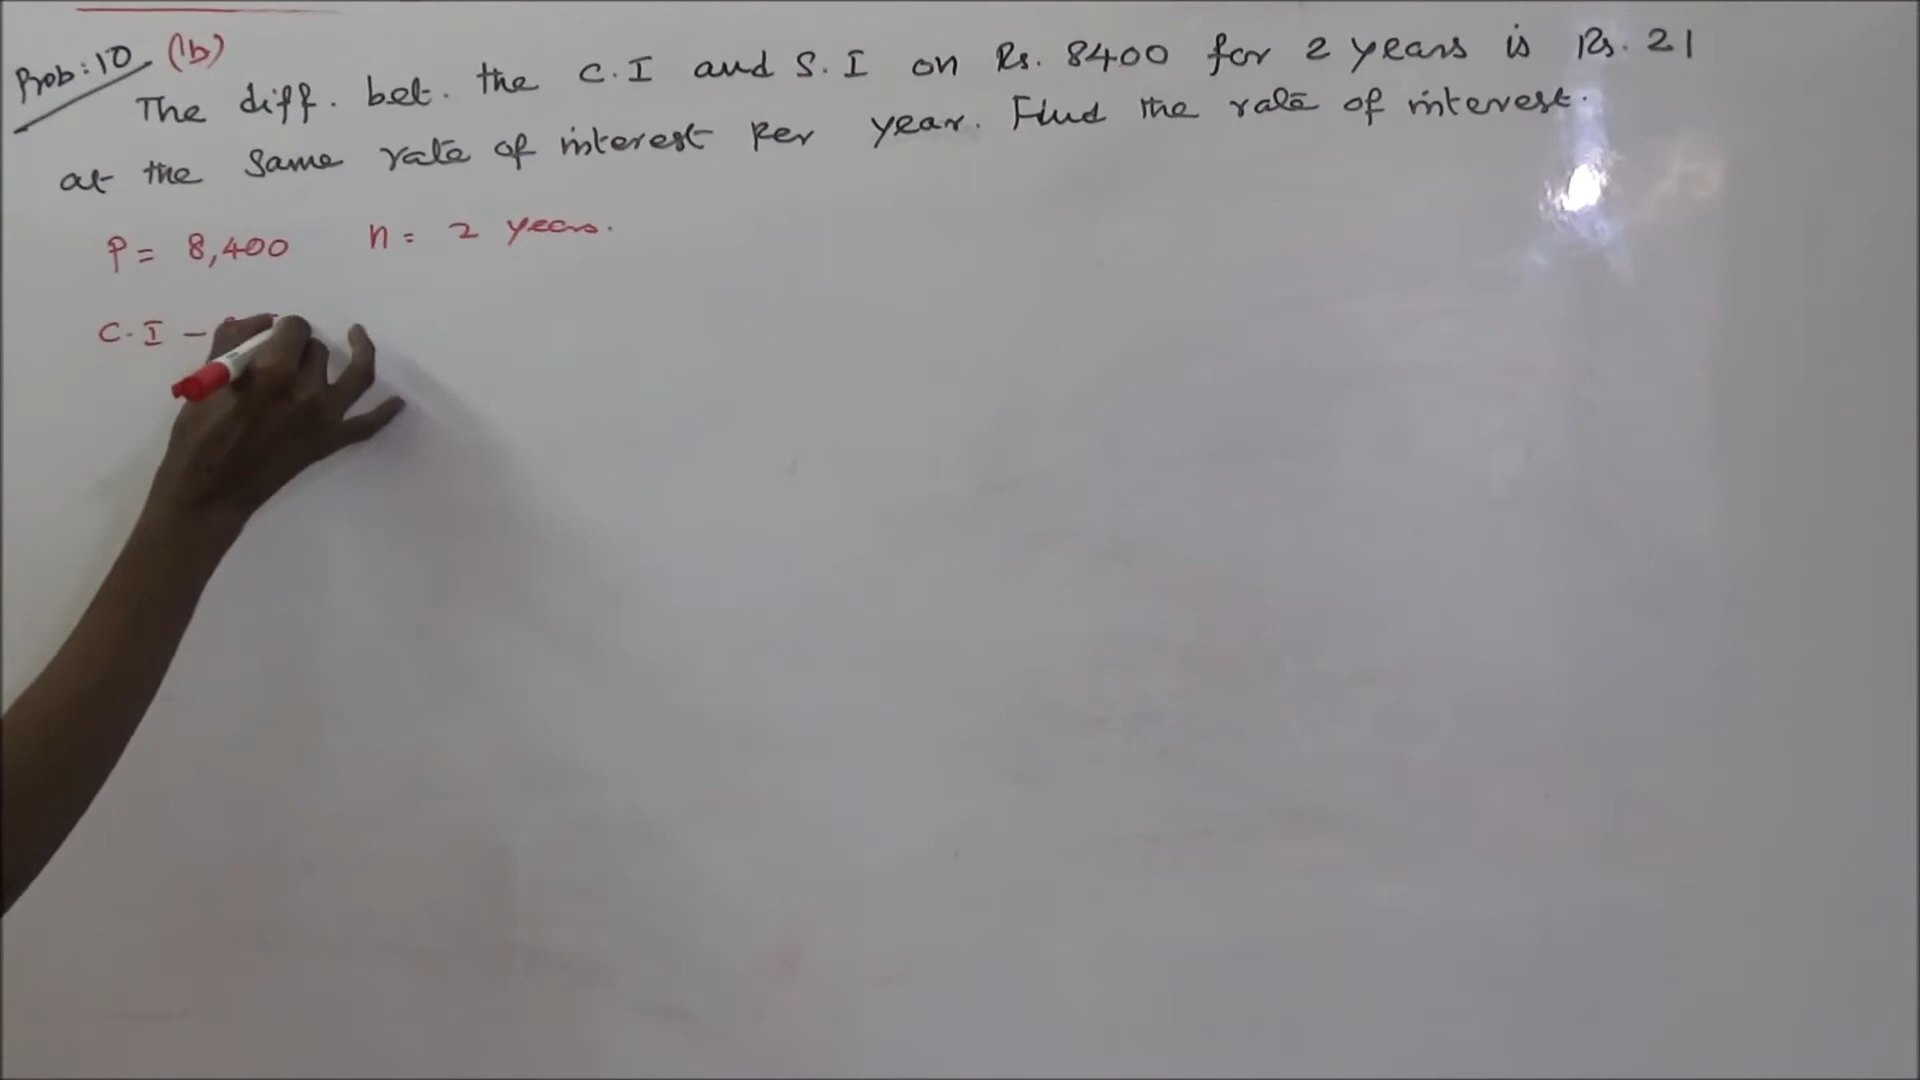 Prob:10 (b)
The diff. bet. the C.I and S.I on Rs. 8400 for 2 years is Rs. 21
at the same rate of interest per year. Find the rate of interest.
P = 8,400 n = 2 years.
C.I -